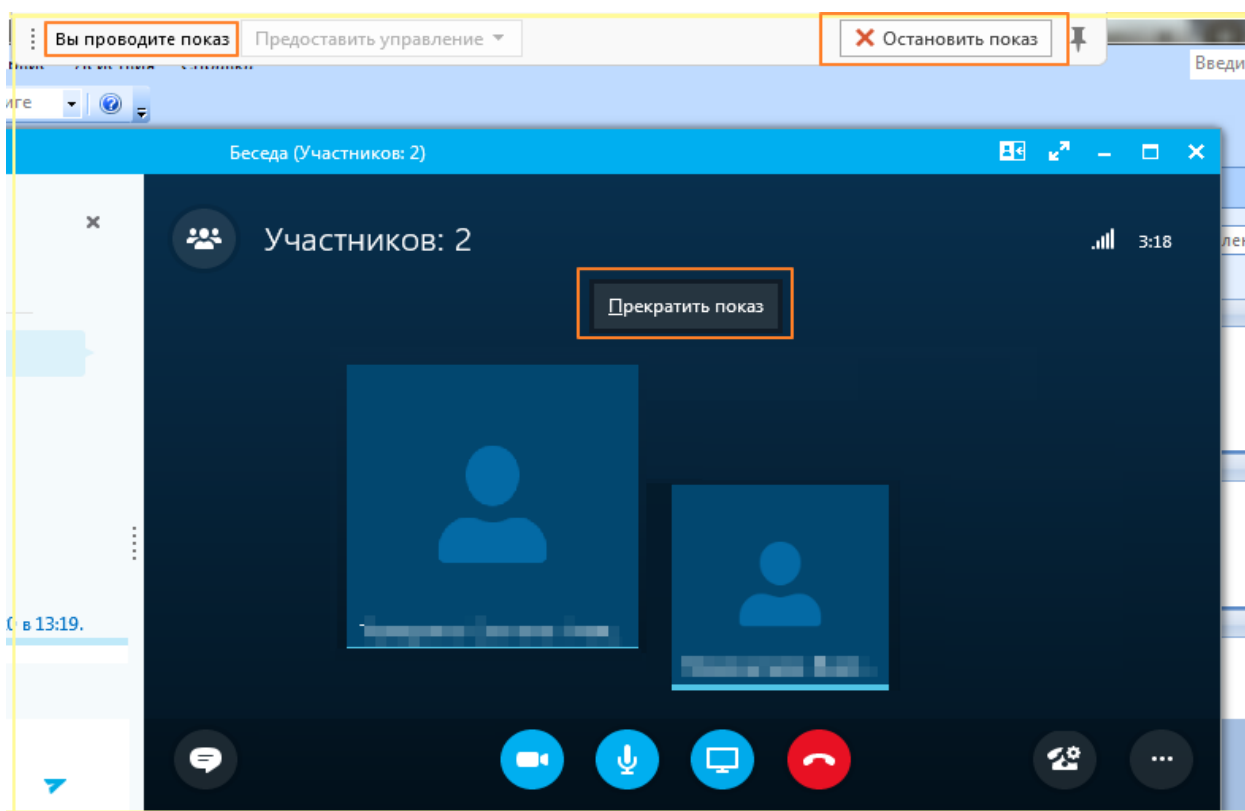 Вы проводите показ
Предоставить управление
Остановить показ
Введи
иге
Беседа (Участников: 2)
Участников: 2
3:18
Прекратить показ
в 13:19.